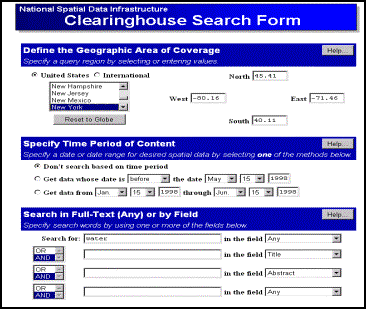 National Spatial Data Infrastructure
Clearinghouse Search Form
Define the Geographic Area of Coverage Help...
Specify a query region by selecting or entering values.
United States International North 45.41
New Hampshire
New Jersey
New Mexico
New York
West -80.16 East -71.46
Reset to Globe
South 40.11
Specify Time Period of Content Help...
Specify a date or date range for desired spatial data by selecting one of the methods below.
Don't search based on time period
Get data whose date is before the date May 15 1998
Get data from Jan. 15 1998 through Jun. 15 1998
Search in Full-Text (Any) or by Field Help...
Specify search words by using one or more of the fields below.
Search for: water in the field Any
OR
AND in the field Title
OR
AND in the field Abstract
OR
AND in the field Any